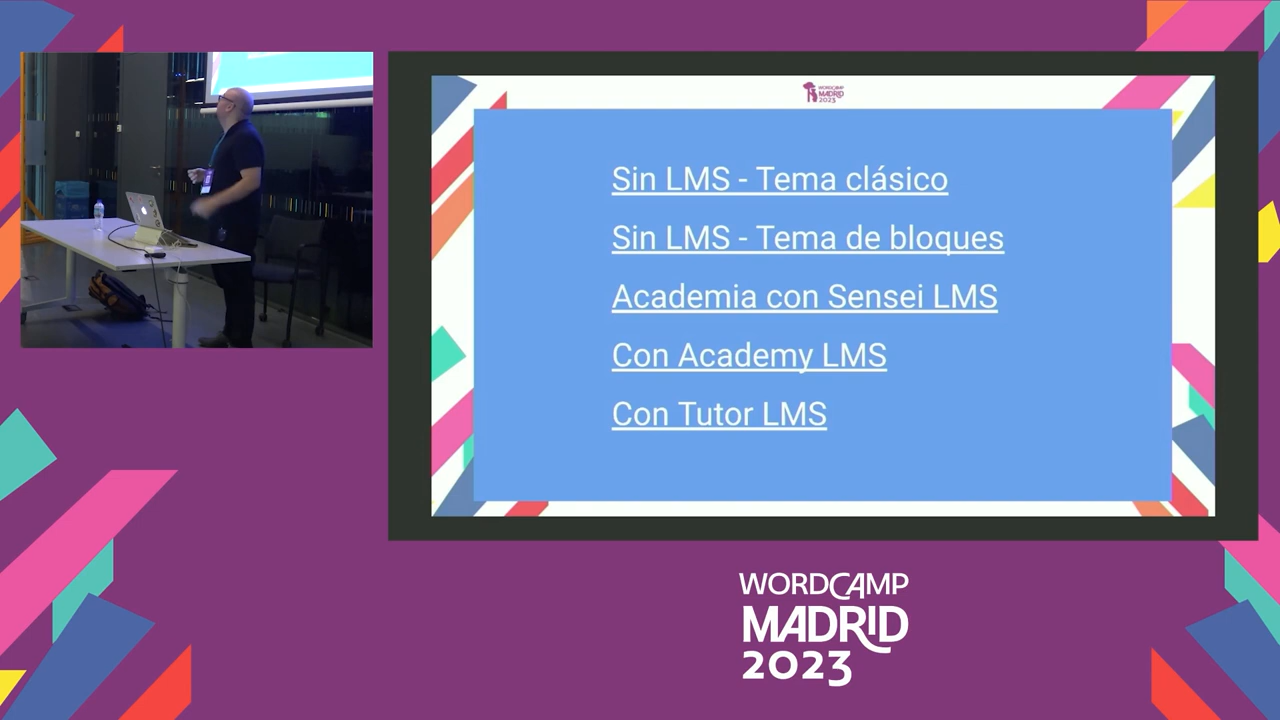 WORDCAMP
MADRID
2023
Sin LMS - Tema clásico
Sin LMS - Tema de bloques
Academia con Sensei LMS
Con Academy LMS
Con Tutor LMS
WORDCAMP
MADRID
2023